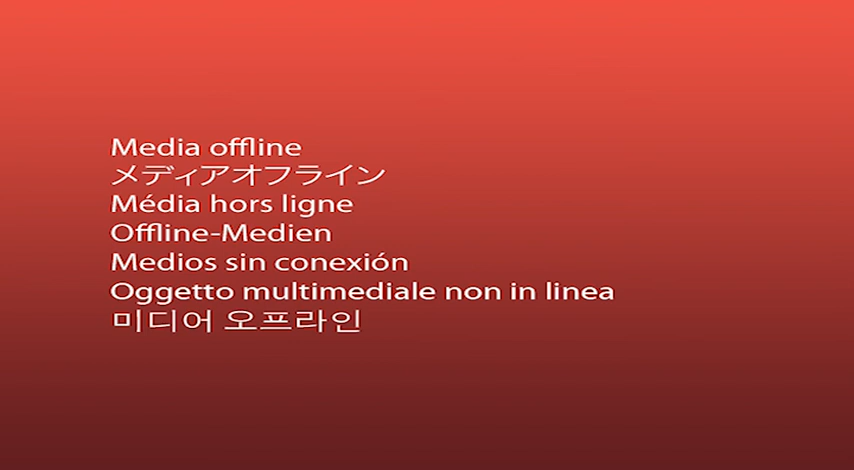 Media offline
メディアオフライン
Média hors ligne
Offline-Medien
Medios sin conexión
Oggetto multimediale non in linea
미디어 오프라인